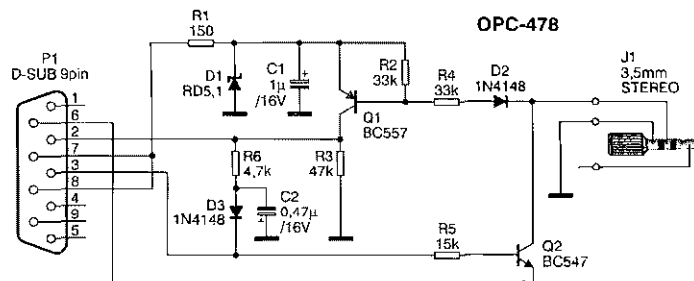 OPC-478
P1
D-SUB 9pin
1
6
2
7
3
8
4
9
5
R1
150
D1
RD5,1
C1
1µ
/16V
R2
33k
Q1
BC557
R4
33k
D2
1N4148
J1
3,5mm
STEREO
R6
4,7k
R3
47k
D3
1N4148
C2
0,47µ
/16V
R5
15k
Q2
BC547